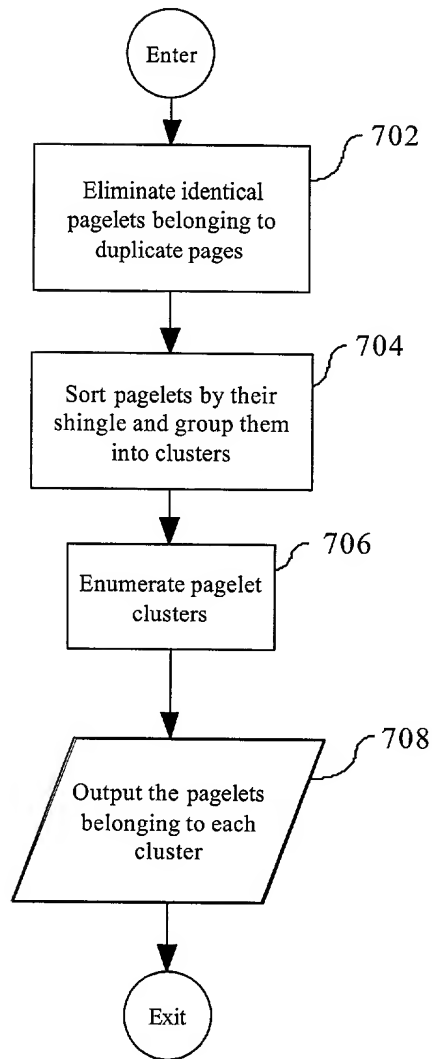 Enter
702
Eliminate identical
pagelets belonging to
duplicate pages
704
Sort pagelets by their
shingle and group them
into clusters
706
Enumerate pagelet
clusters
708
Output the pagelets
belonging to each
cluster
Exit